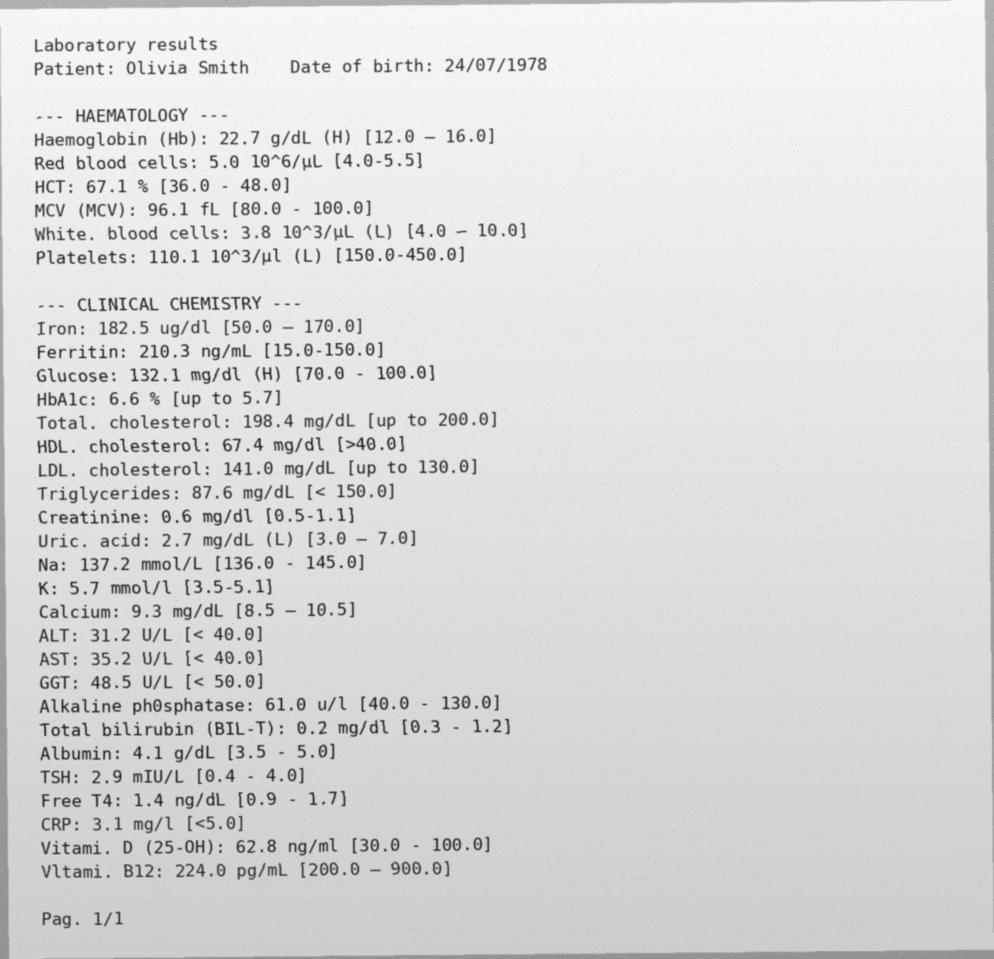 Laboratory results
Patient: Olivia Smith    Date of birth: 24/07/1978

--- HAEMATOLOGY ---
Haemoglobin (Hb): 22.7 g/dL (H) [12.0 – 16.0]
Red blood cells: 5.0 10^6/µL [4.0-5.5]
HCT: 67.1 % [36.0 - 48.0]
MCV (MCV): 96.1 fL [80.0 - 100.0]
White. blood cells: 3.8 10^3/µL (L) [4.0 – 10.0]
Platelets: 110.1 10^3/µl (L) [150.0-450.0]

--- CLINICAL CHEMISTRY ---
Iron: 182.5 ug/dl [50.0 – 170.0]
Ferritin: 210.3 ng/mL [15.0-150.0]
Glucose: 132.1 mg/dl (H) [70.0 - 100.0]
HbA1c: 6.6 % [up to 5.7]
Total. cholesterol: 198.4 mg/dL [up to 200.0]
HDL. cholesterol: 67.4 mg/dl [>40.0]
LDL. cholesterol: 141.0 mg/dL [up to 130.0]
Triglycerides: 87.6 mg/dL [< 150.0]
Creatinine: 0.6 mg/dl [0.5-1.1]
Uric. acid: 2.7 mg/dL (L) [3.0 – 7.0]
Na: 137.2 mmol/L [136.0 - 145.0]
K: 5.7 mmol/l [3.5-5.1]
Calcium: 9.3 mg/dL [8.5 – 10.5]
ALT: 31.2 U/L [< 40.0]
AST: 35.2 U/L [< 40.0]
GGT: 48.5 U/L [< 50.0]
Alkaline ph0sphatase: 61.0 u/l [40.0 - 130.0]
Total bilirubin (BIL-T): 0.2 mg/dl [0.3 - 1.2]
Albumin: 4.1 g/dL [3.5 - 5.0]
TSH: 2.9 mIU/L [0.4 - 4.0]
Free T4: 1.4 ng/dL [0.9 - 1.7]
CRP: 3.1 mg/l [<5.0]
Vitami. D (25-OH): 62.8 ng/ml [30.0 - 100.0]
Vltami. B12: 224.0 pg/mL [200.0 – 900.0]

Pag. 1/1